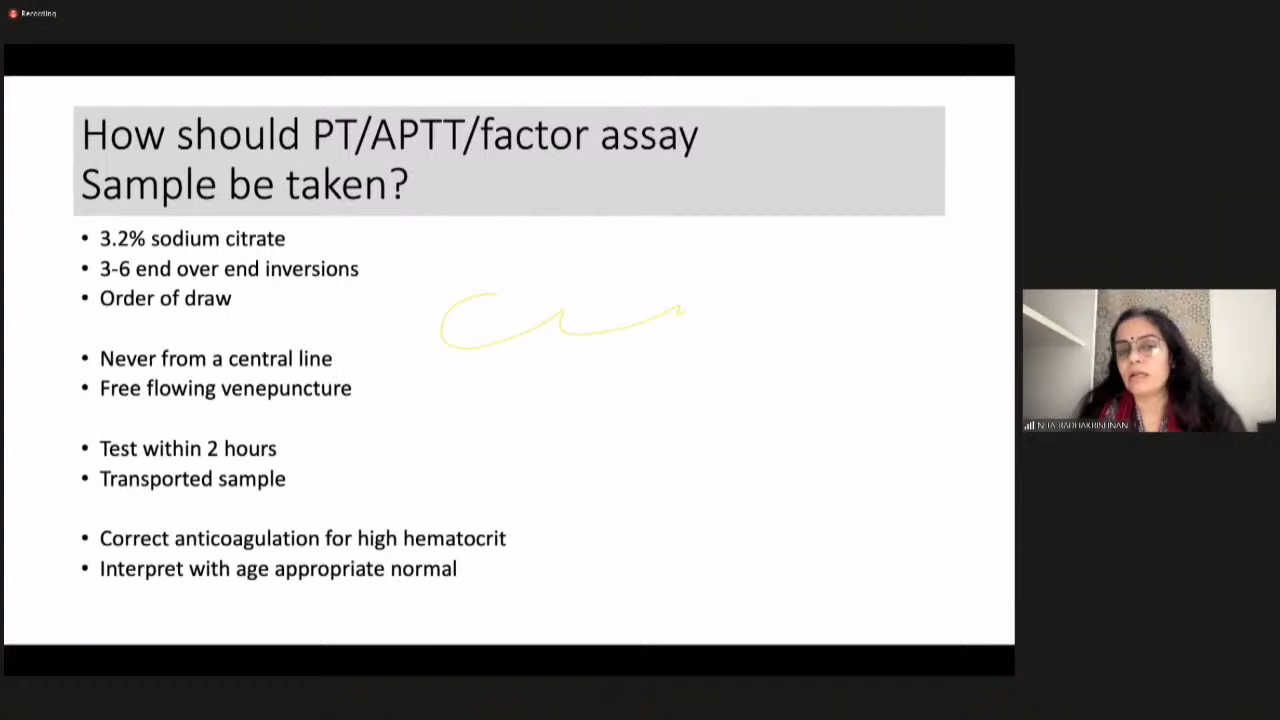 Recording
How should PT/APTT/factor assay
Sample be taken?
• 3.2% sodium citrate
• 3-6 end over end inversions
• Order of draw
• Never from a central line
• Free flowing venepuncture
• Test within 2 hours
• Transported sample
• Correct anticoagulation for high hematocrit
• Interpret with age appropriate normal
RADHAKRISHNAN